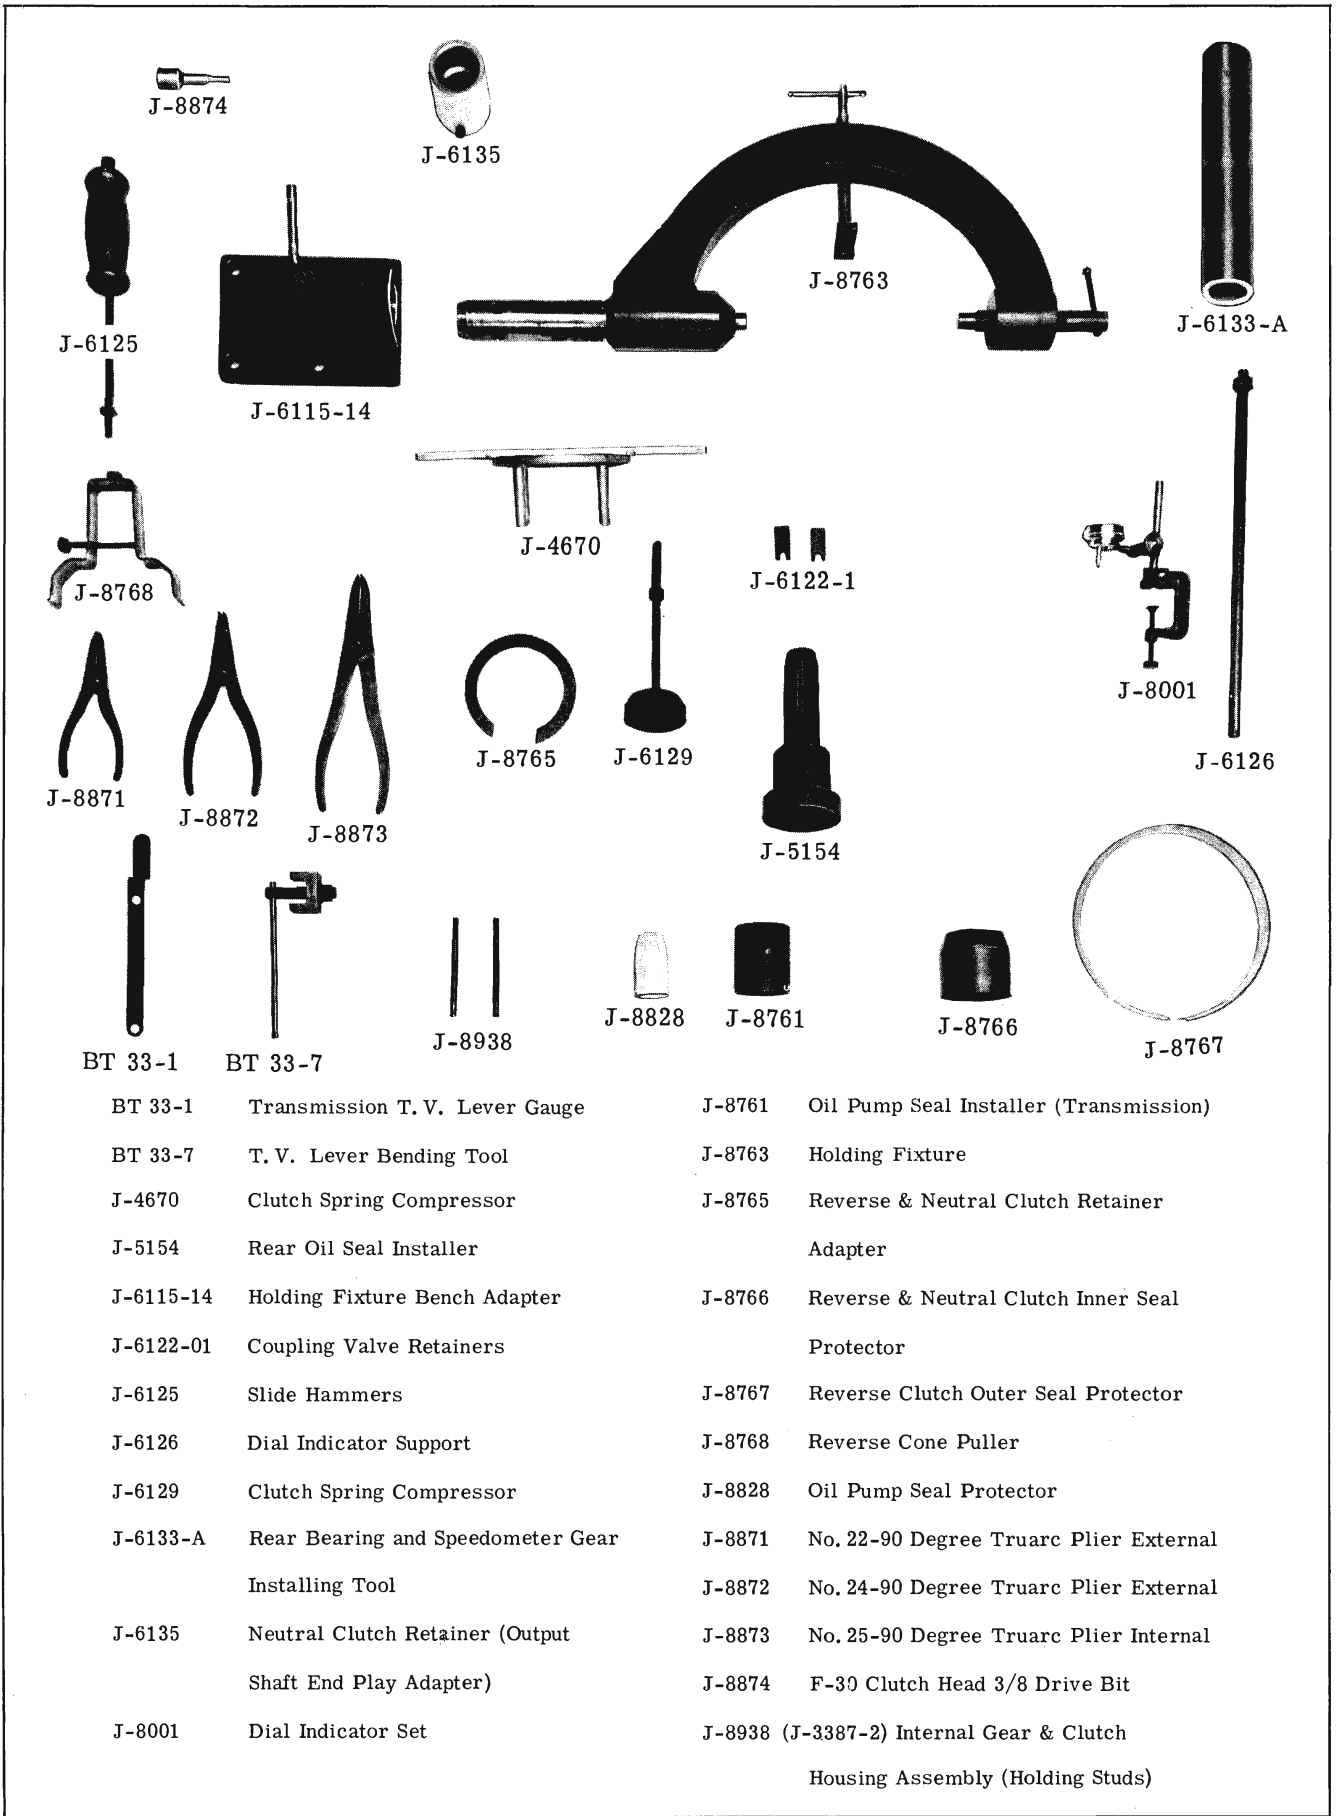 J-8874
J-6135
J-8763
J-6133-A
J-6125
J-6115-14
J-4670
J-6122-1
J-8768
J-8001
J-8765
J-6129
J-6126
J-8871
J-8872
J-8873
J-5154
J-8828
J-8761
J-8766
J-8938
J-8767
BT 33-1
BT 33-7
BT 33-1 Transmission T. V. Lever Gauge
BT 33-7 T. V. Lever Bending Tool
J-4670 Clutch Spring Compressor
J-5154 Rear Oil Seal Installer
J-6115-14 Holding Fixture Bench Adapter
J-6122-01 Coupling Valve Retainers
J-6125 Slide Hammers
J-6126 Dial Indicator Support
J-6129 Clutch Spring Compressor
J-6133-A Rear Bearing and Speedometer Gear
Installing Tool
J-6135 Neutral Clutch Retainer (Output
Shaft End Play Adapter)
J-8001 Dial Indicator Set
J-8761 Oil Pump Seal Installer (Transmission)
J-8763 Holding Fixture
J-8765 Reverse & Neutral Clutch Retainer
Adapter
J-8766 Reverse & Neutral Clutch Inner Seal
Protector
J-8767 Reverse Clutch Outer Seal Protector
J-8768 Reverse Cone Puller
J-8828 Oil Pump Seal Protector
J-8871 No. 22-90 Degree Truarc Plier External
J-8872 No. 24-90 Degree Truarc Plier External
J-8873 No. 25-90 Degree Truarc Plier Internal
J-8874 F-30 Clutch Head 3/8 Drive Bit
J-8938 (J-3387-2) Internal Gear & Clutch
Housing Assembly (Holding Studs)